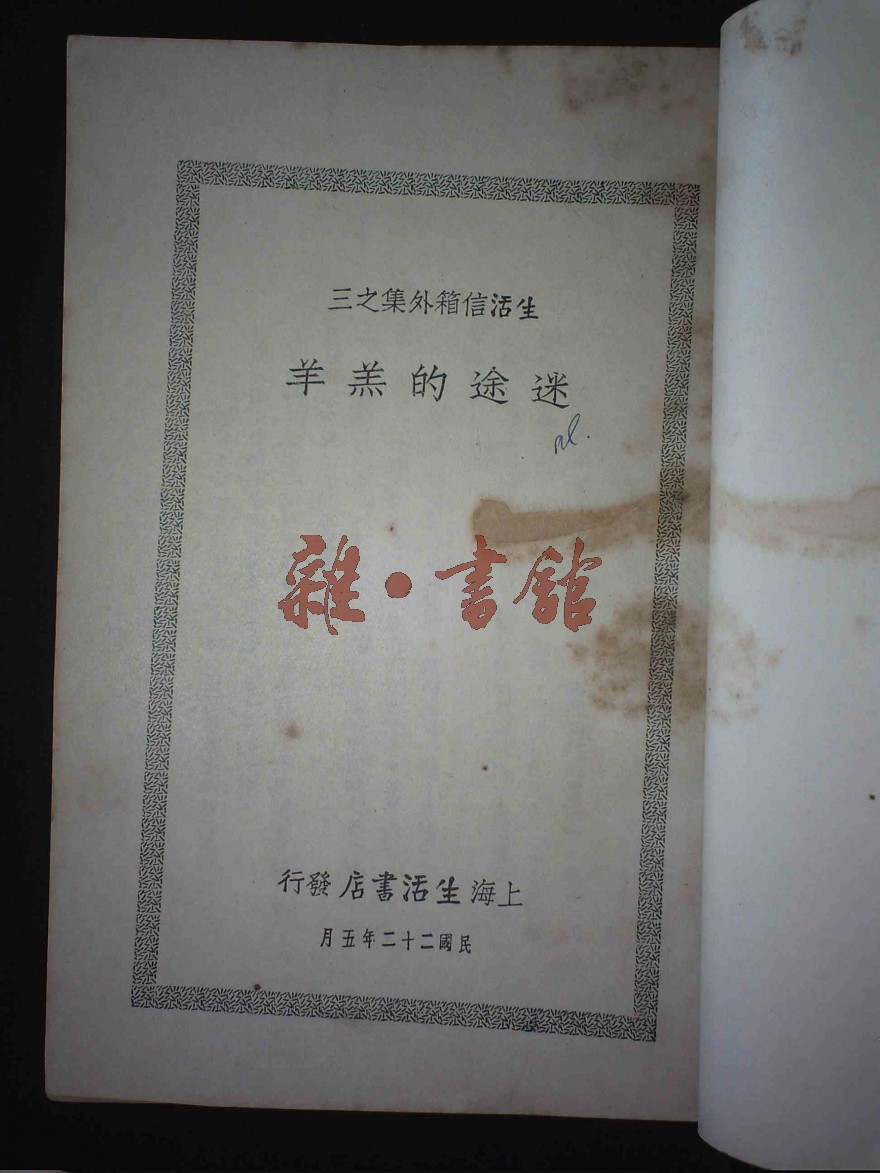 生活信箱外集之三
迷途的羔羊
雜·書館
上海生活書店發行
民國二十二年五月